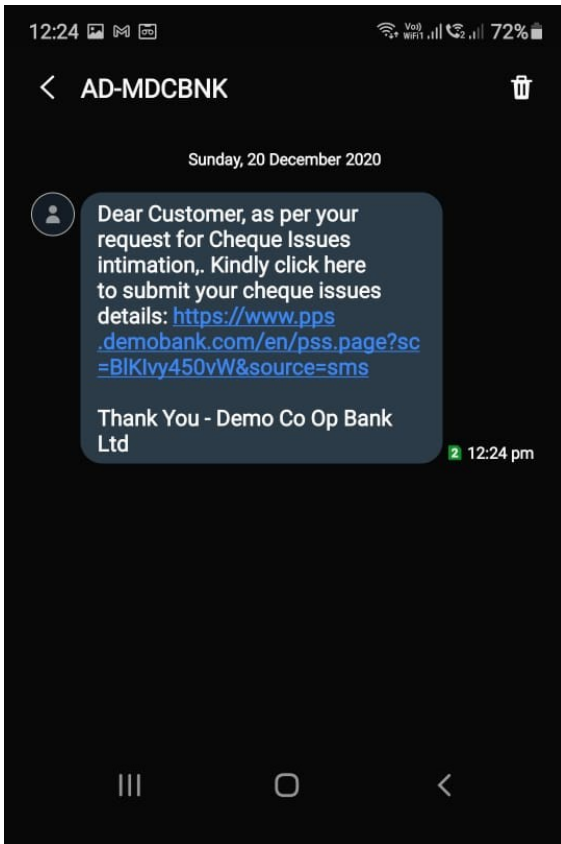 12:24 72%
AD-MDCBNK
Sunday, 20 December 2020
Dear Customer, as per your
request for Cheque Issues
intimation,. Kindly click here
to submit your cheque issues
details: https://www.pps
.demobank.com/en/pss.page?sc
=BlKIvy450vW&source=sms
Thank You - Demo Co Op Bank
Ltd
2 12:24 pm